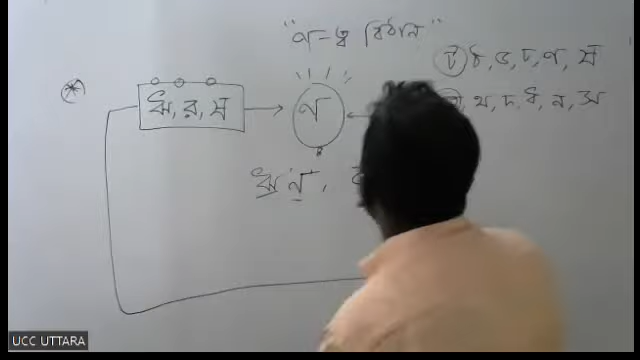 "ণ-ত্ব বিধান"
ট ঠ, ড, ঢ, ণ, ষ
থ, দ, ধ, ন, স
ঋ, র, ষ
ণ
ঋণ,
UCC UTTARA